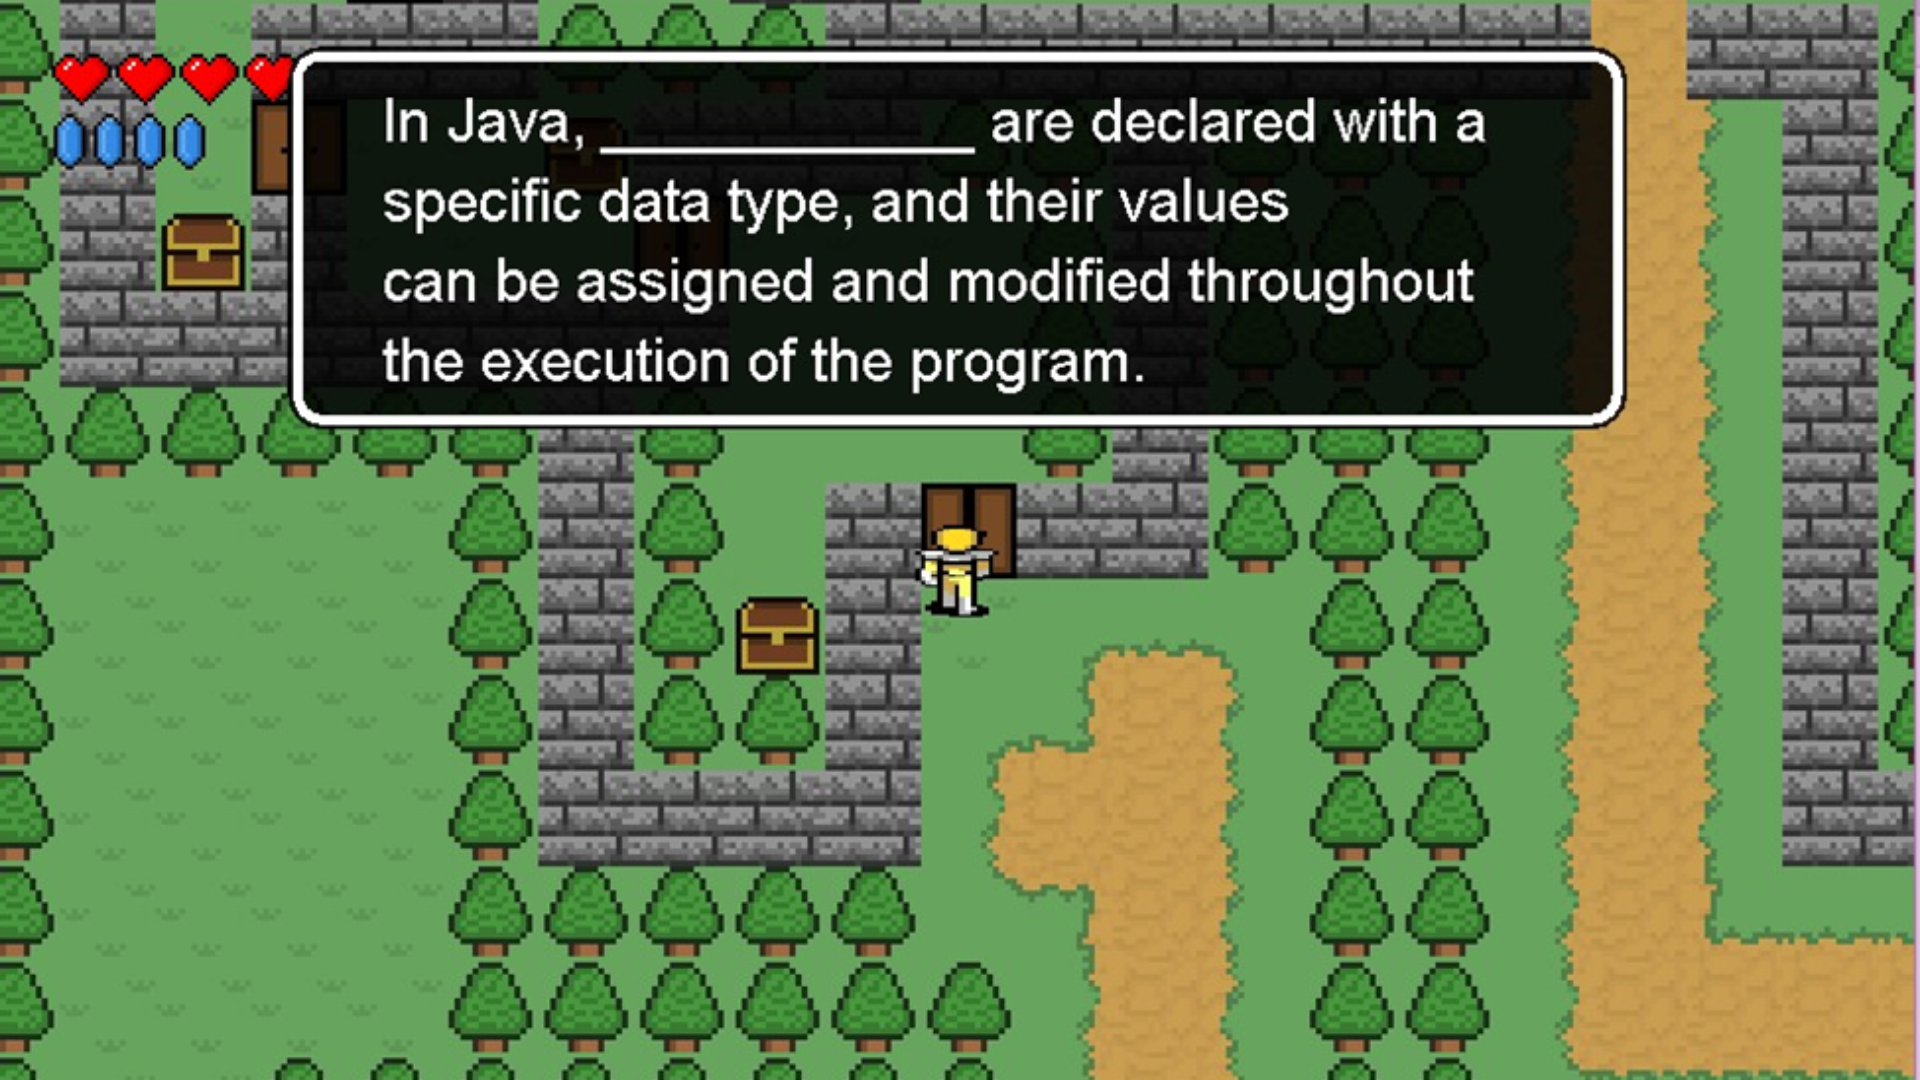 In Java, _____________ are declared with a
specific data type, and their values
can be assigned and modified throughout
the execution of the program.